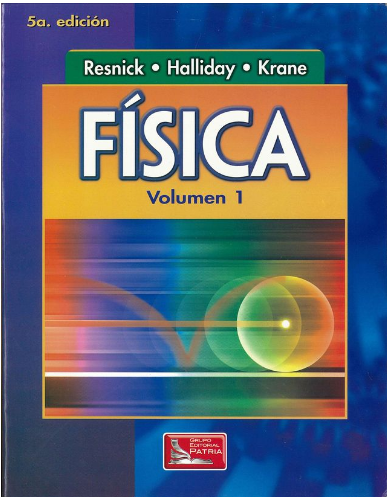 5a. edición
Resnick • Halliday • Krane
FÍSICA
Volumen 1
GRUPO
EDITORIAL
PATRIA